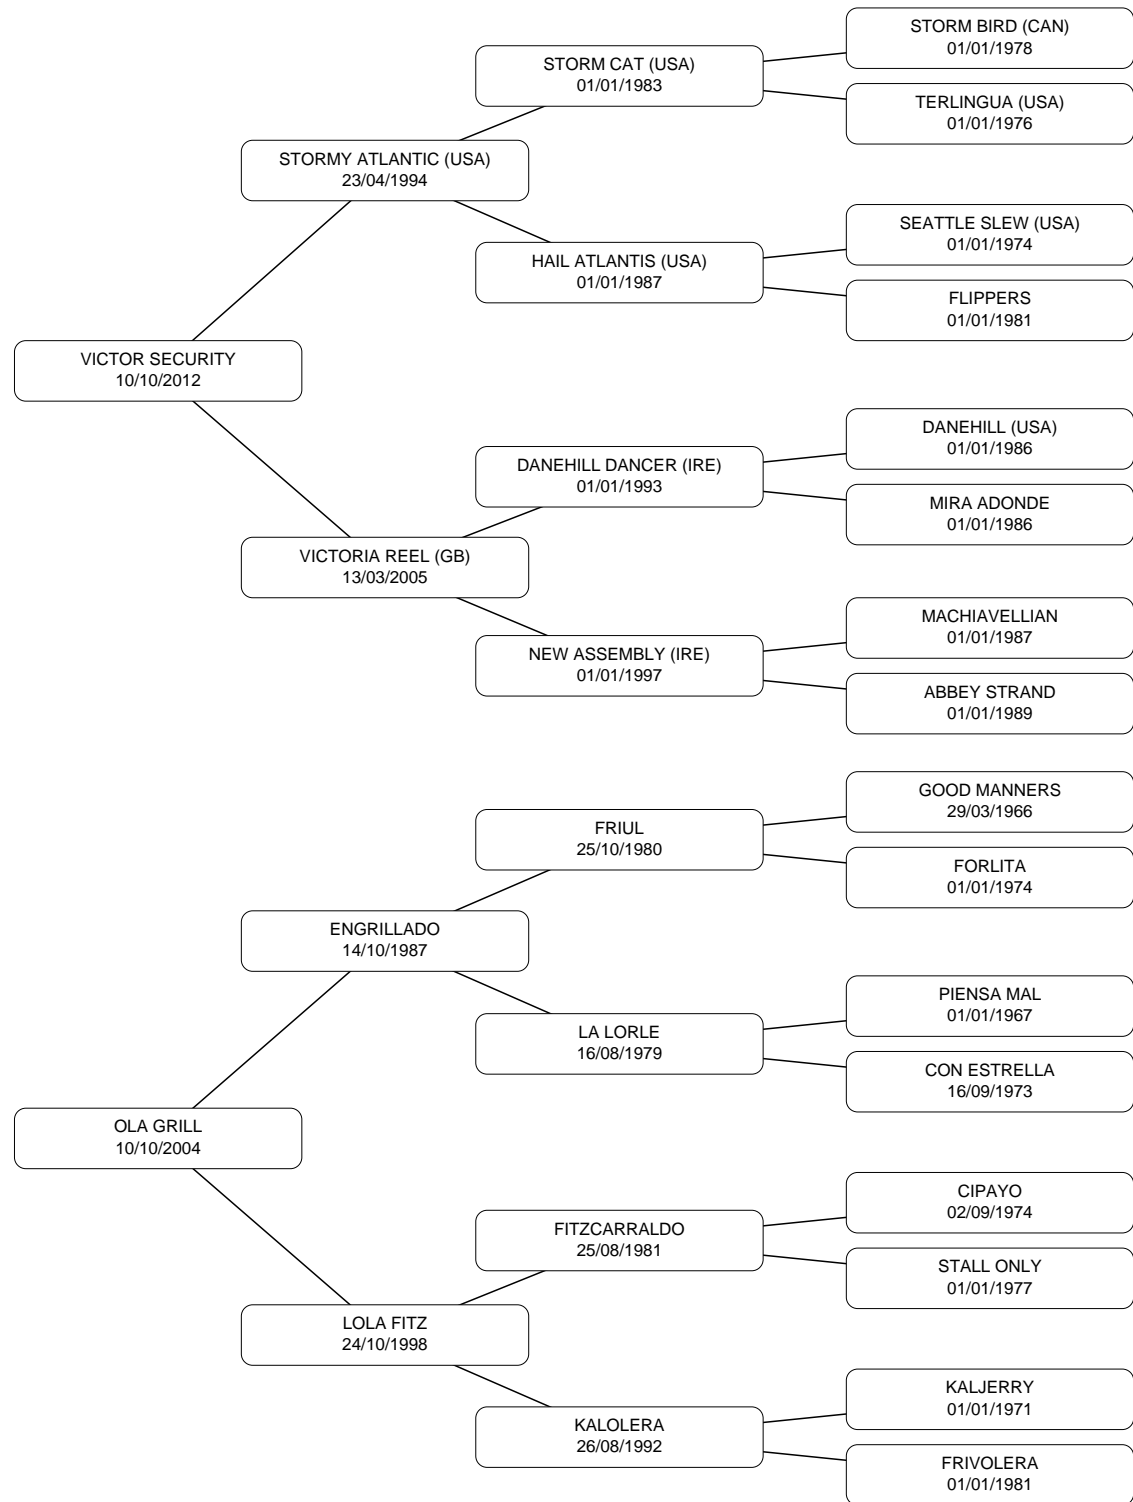 STORM BIRD (CAN)
01/01/1978
STORM CAT (USA)
01/01/1983
TERLINGUA (USA)
01/01/1976
STORMY ATLANTIC (USA)
23/04/1994
SEATTLE SLEW (USA)
01/01/1974
HAIL ATLANTIS (USA)
01/01/1987
FLIPPERS
01/01/1981
VICTOR SECURITY
10/10/2012
DANEHILL (USA)
01/01/1986
DANEHILL DANCER (IRE)
01/01/1993
MIRA ADONDE
01/01/1986
VICTORIA REEL (GB)
13/03/2005
MACHIAVELLIAN
01/01/1987
NEW ASSEMBLY (IRE)
01/01/1997
ABBEY STRAND
01/01/1989
GOOD MANNERS
29/03/1966
FRIUL
25/10/1980
FORLITA
01/01/1974
ENGRILLADO
14/10/1987
PIENSA MAL
01/01/1967
LA LORLE
16/08/1979
CON ESTRELLA
16/09/1973
OLA GRILL
10/10/2004
CIPAYO
02/09/1974
FITZCARRALDO
25/08/1981
STALL ONLY
01/01/1977
LOLA FITZ
24/10/1998
KALJERRY
01/01/1971
KALOLERA
26/08/1992
FRIVOLERA
01/01/1981